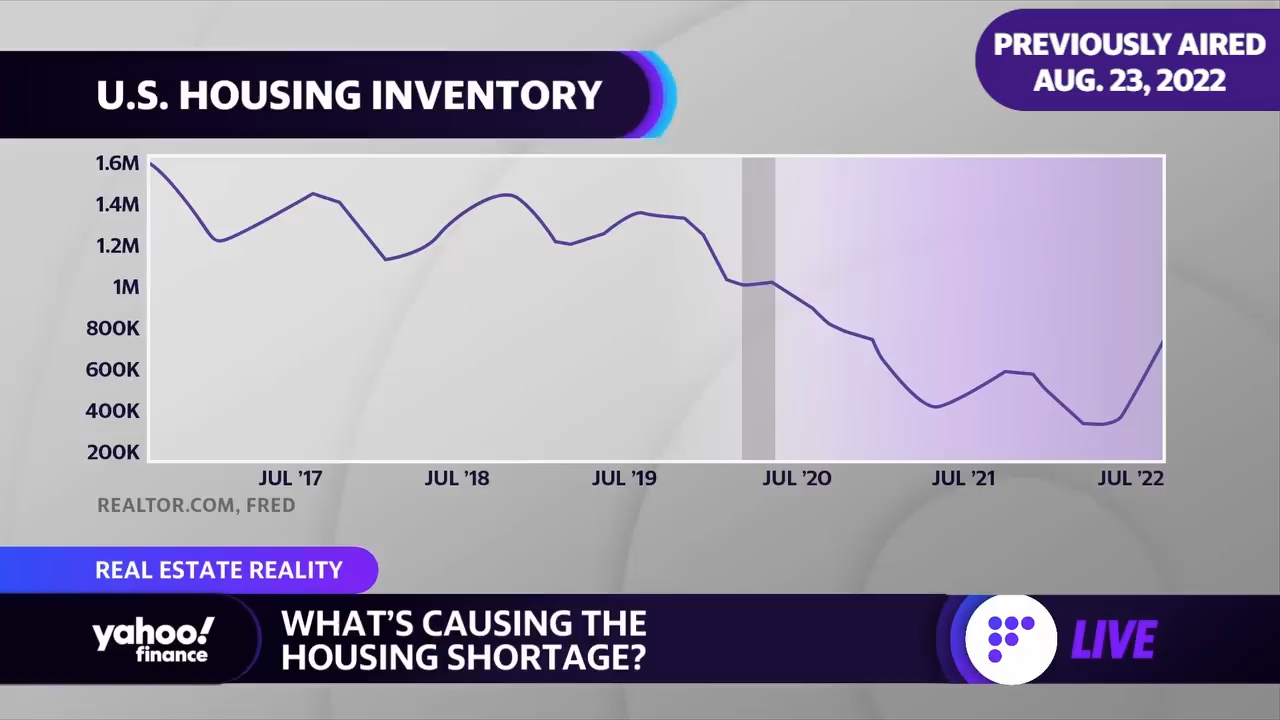 PREVIOUSLY AIRED
AUG. 23, 2022
U.S. HOUSING INVENTORY
1.6M
1.4M
1.2M
1M
800K
600K
400K
200K
JUL ’17 JUL ’18 JUL ’19 JUL ’20 JUL ’21 JUL ’22
REALTOR.COM, FRED
REAL ESTATE REALITY
yahoo!
finance
WHAT’S CAUSING THE
HOUSING SHORTAGE?
LIVE